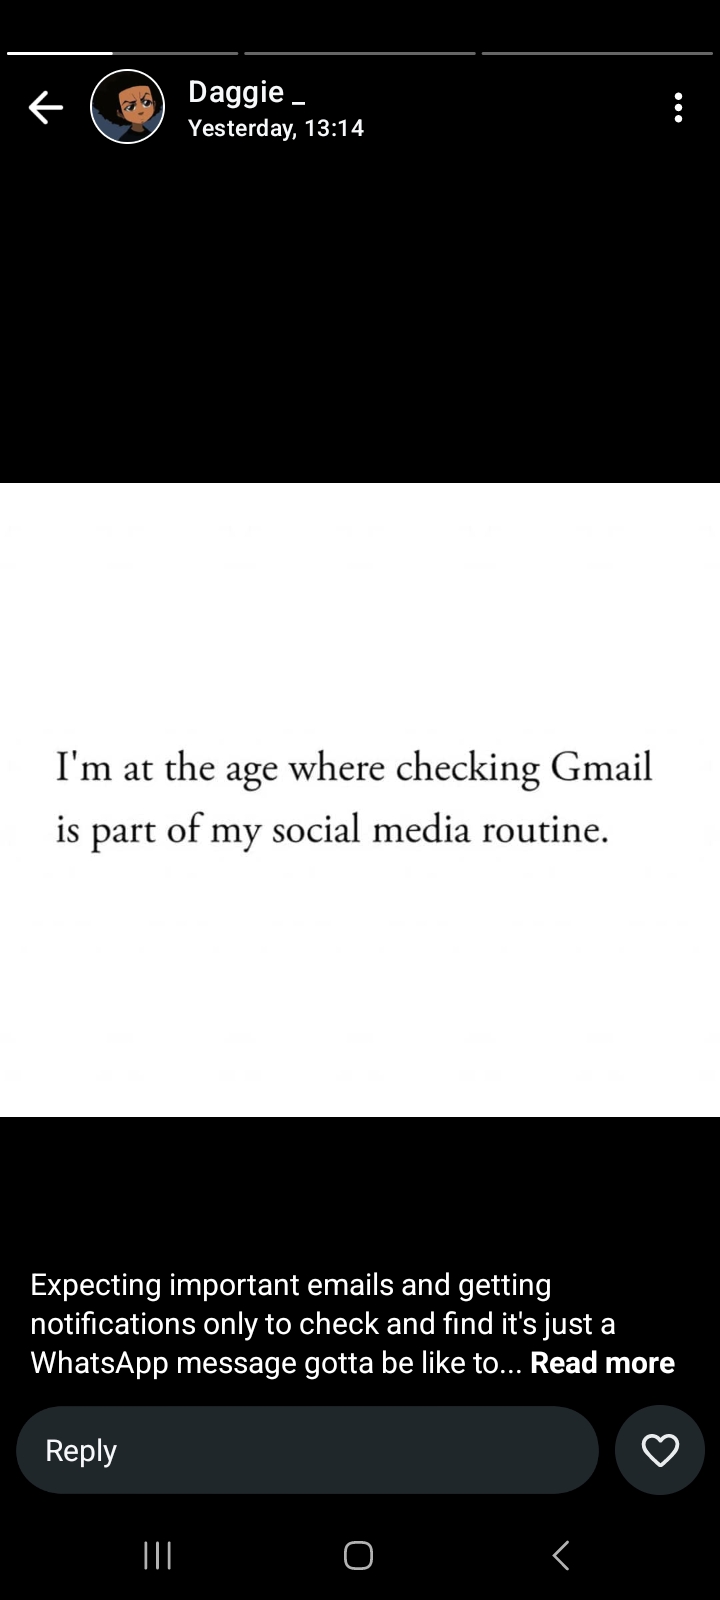 Daggie _
Yesterday, 13:14
I'm at the age where checking Gmail
is part of my social media routine.
Expecting important emails and getting
notifications only to check and find it's just a
WhatsApp message gotta be like to... Read more
Reply